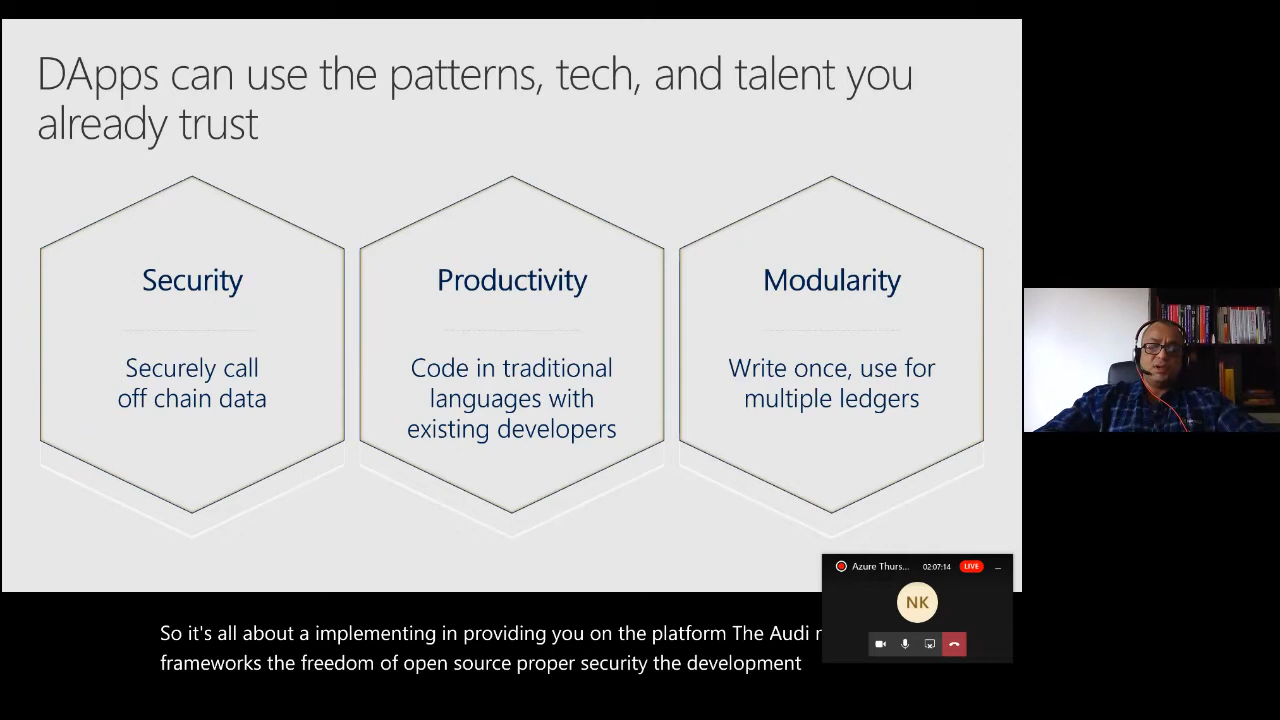 DApps can use the patterns, tech, and talent you
already trust
Security
Securely call
off chain data
Productivity
Code in traditional
languages with
existing developers
Modularity
Write once, use for
multiple ledgers
Azure Thurs...
02:07:14
LIVE
NK
So it's all about a implementing in providing you on the platform The Audi
frameworks the freedom of open source proper security the development